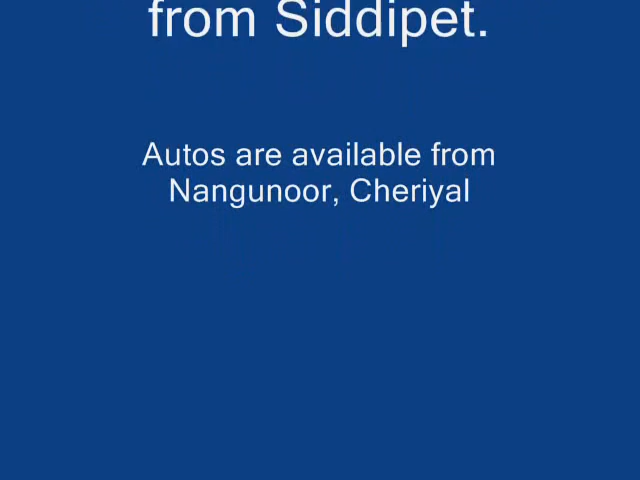 from Siddipet.
Autos are available from
Nangunoor, Cheriyal